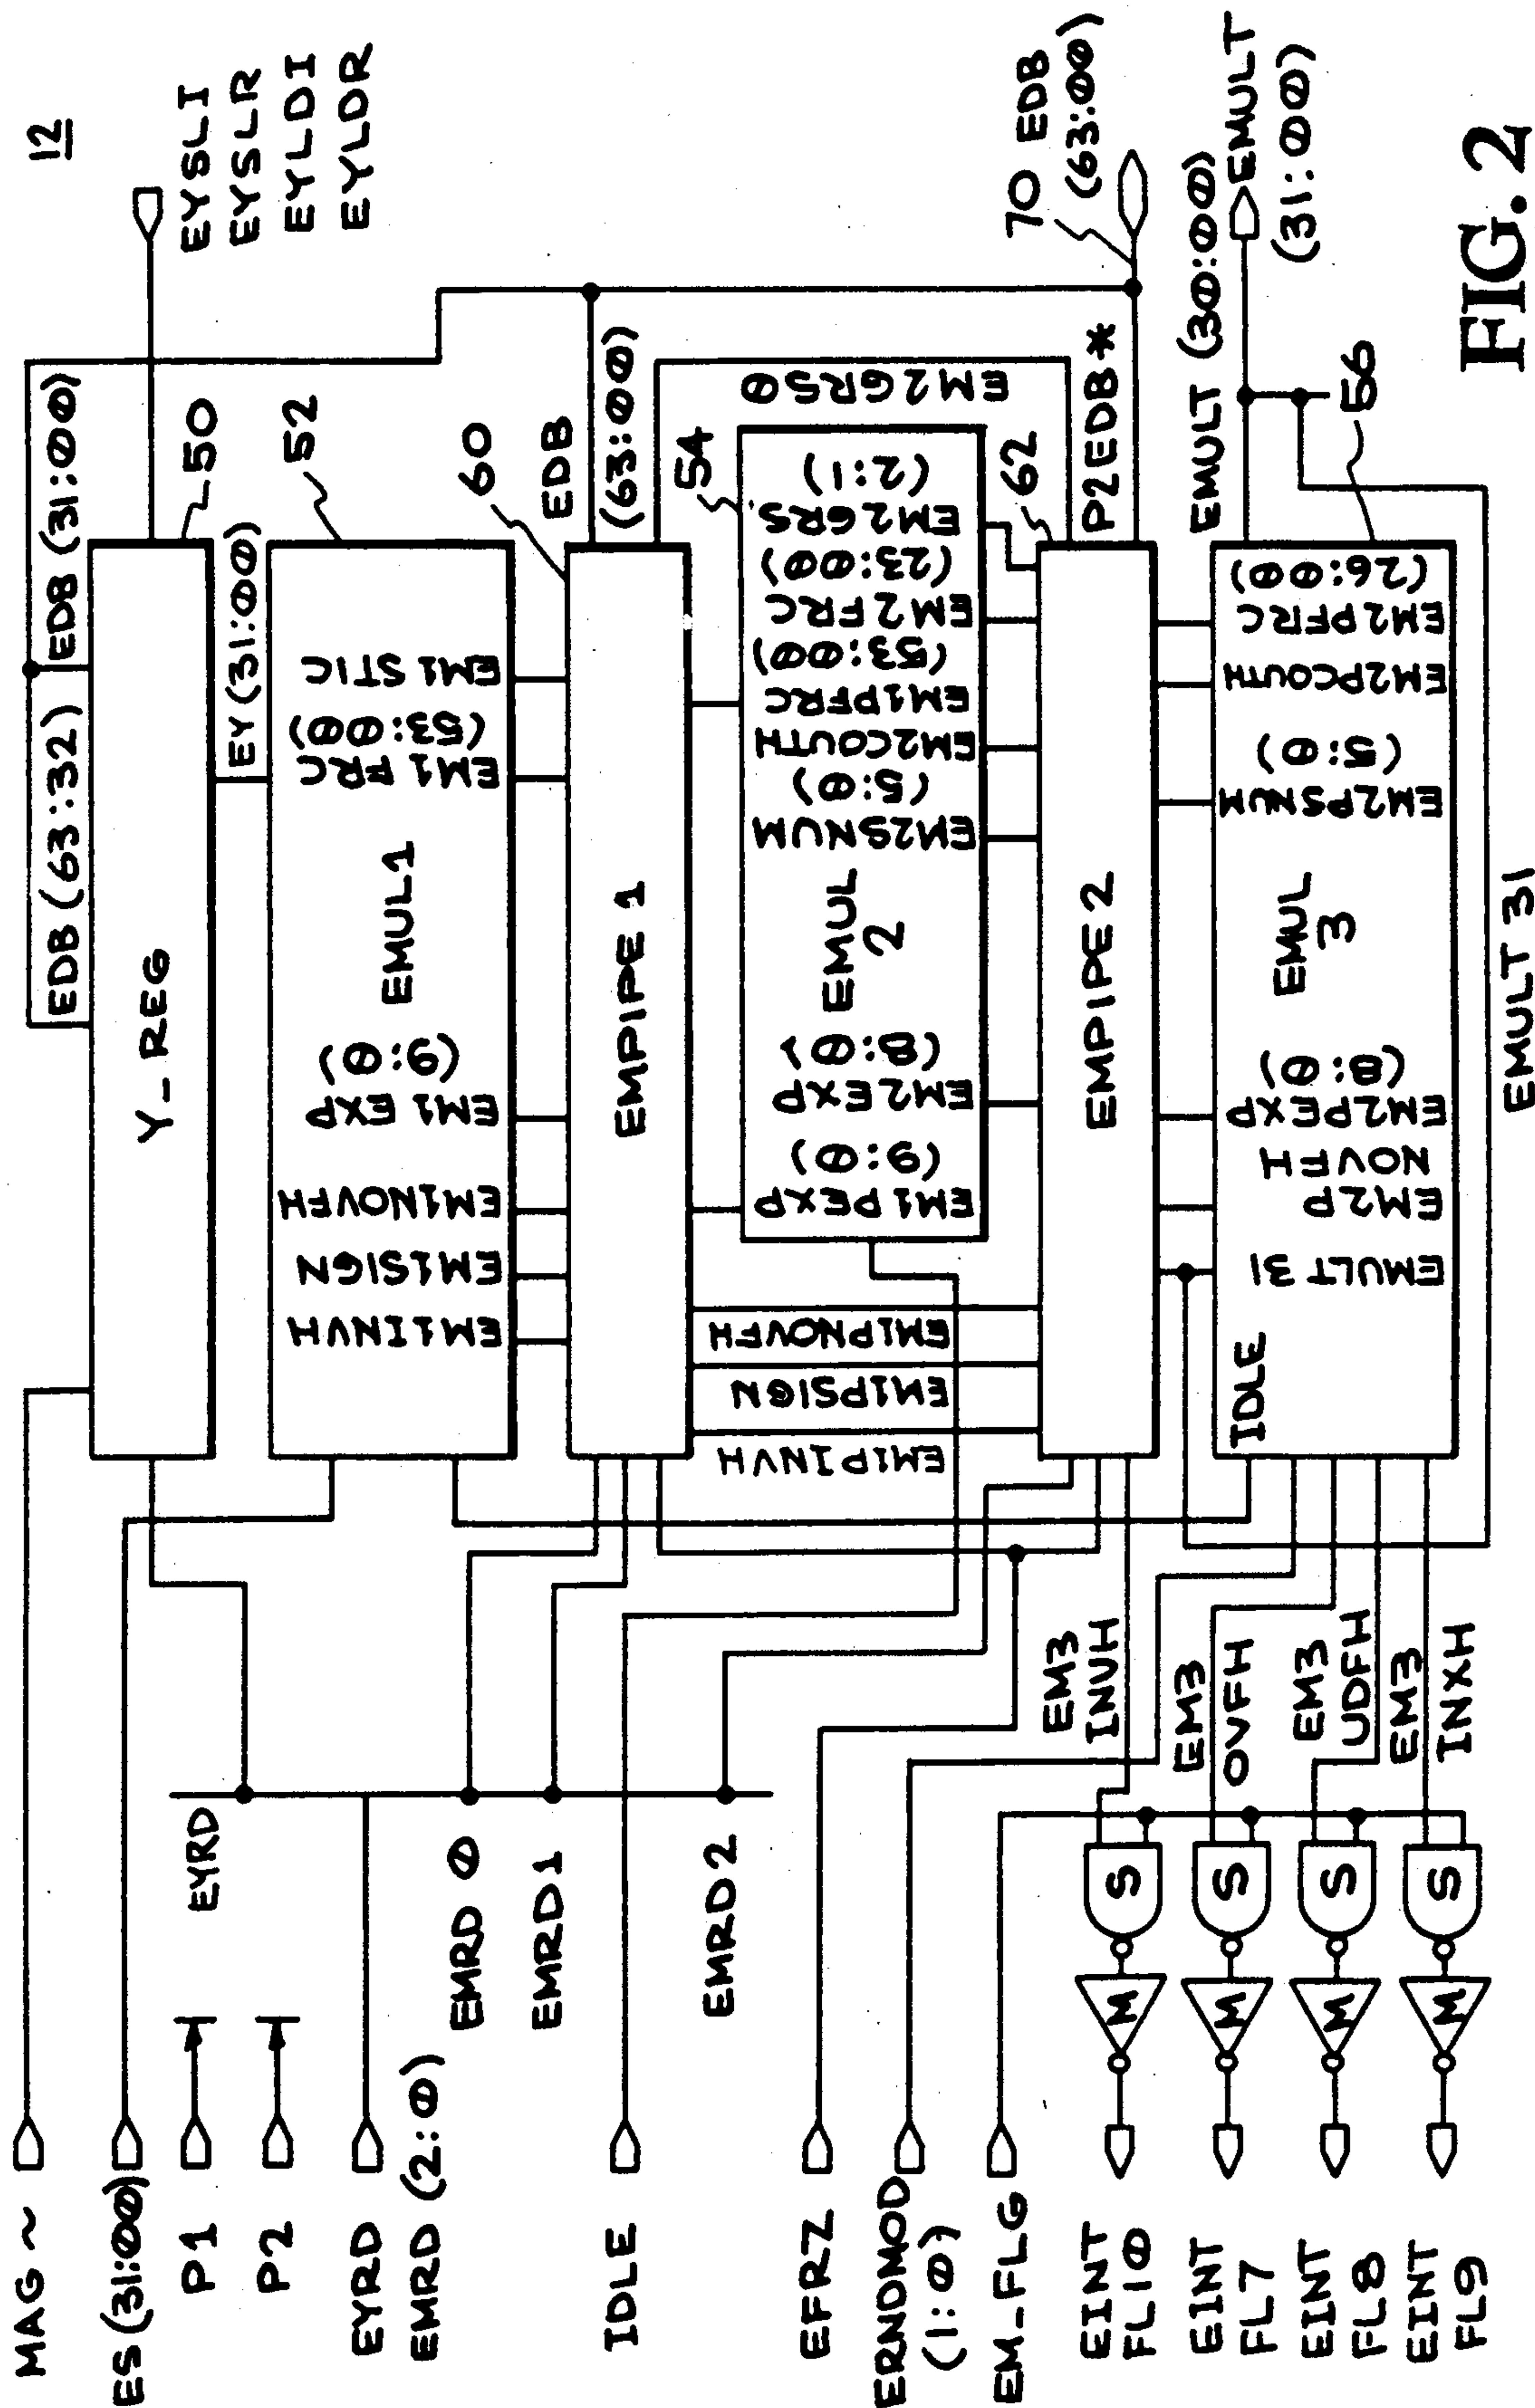 12
MAG ~
ES (31:00)
P1
P2
EYRD
EMRD (2:0)
IDLE
EFRZ
ERNDMOD
(1:0)
EM_FLG
EINT
FL10
EINT
FL7
EINT
FL8
EINT
FL9
EYRD
EMRD 0
EMRD1
EMRD2
S
S
S
S
M
M
M
M
EM3
INVH
EM3
OVFH
EM3
UDFH
EM3
INXH
EDB (63:32)
EDB (31:00)
Y_REG
50
EYSLI
EYSLR
EYLDI
EYLDR
EY (31:00)
52
EM1INVH
EM1SIGN
EM1NOVFH
EM1EXP
(9:0)
EMUL1
EM1 FRC
(53:00)
EM1 STIC
60
EMPIPE 1
EDB
(63:00)
EM1PINVH
EM1PSIGN
EM1PNOVFH
EM2GRS0
54
EM1PEXP
(9:0)
EM2EXP
(8:0)
EMUL
2
EM2SNUM
(5:0)
EM2COUTH
EM1PFRC
(53:00)
EM2FRC
(23:00)
EM2GRS
(2:1)
62
EMPIPE2
P2EDB*
70 EDB
(63:00)
IDLE
EMULT 31
EM2P
NOVFH
EM2PEXP
(8:0)
EMUL
3
EM2PSNUM
(5:0)
EM2PCOUTH
EM2PFRC
(26:00)
56
EMULT (30:00)
EMULT
(31:00)
EMULT 31
FIG. 2